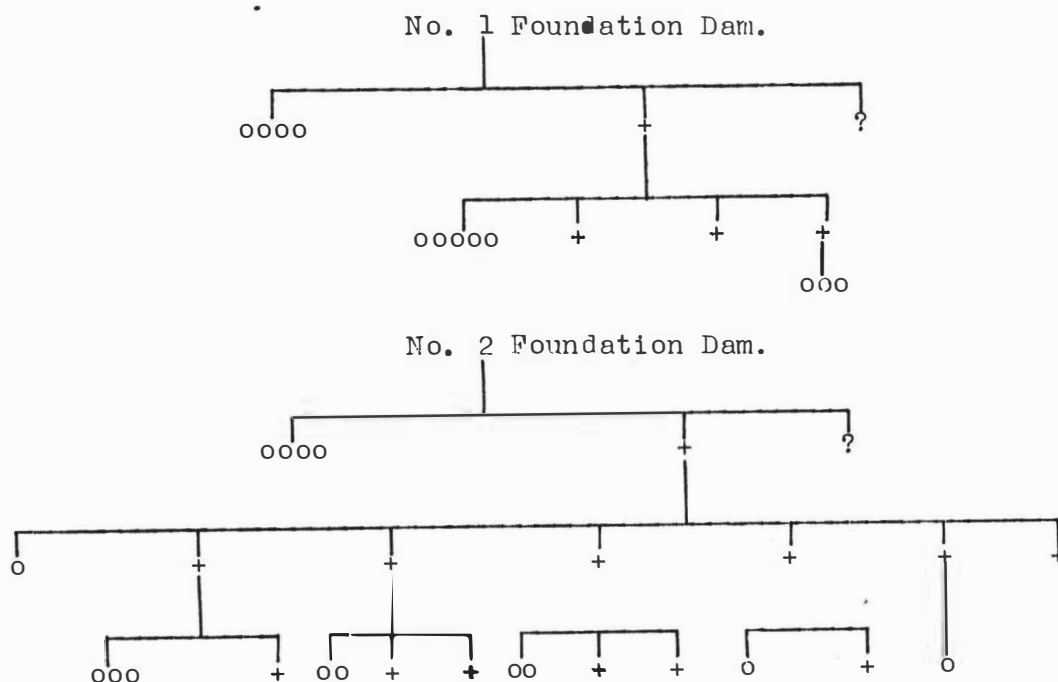 No. 1 Foundation Dam.
oooo + ?
ooooo + + +
ooo
No. 2 Foundation Dam.
oooo + ?
o + + + + + +
ooo + oo + + oo + + o + o